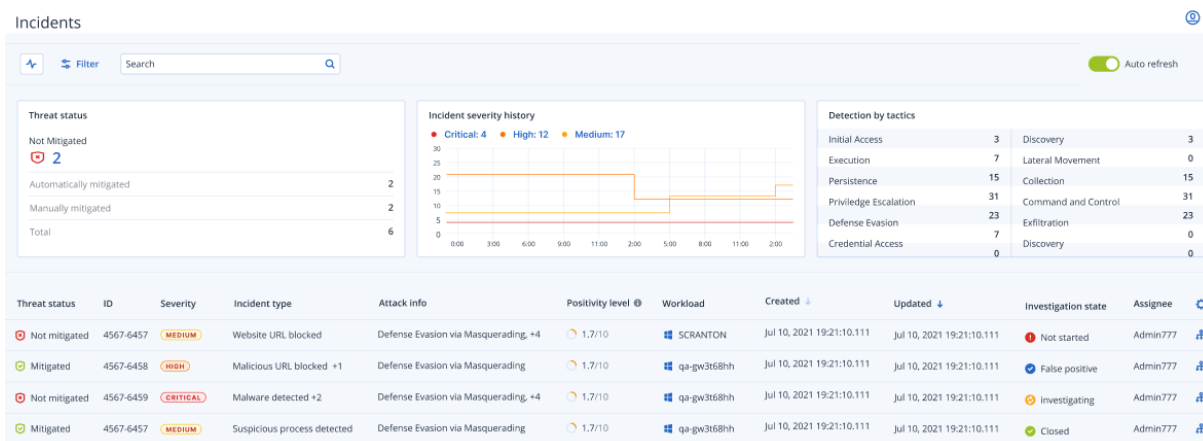 Incidents
Filter
Search
Auto refresh
Threat status
Not Mitigated
2
Automatically mitigated 2
Manually mitigated 2
Total 6
Incident severity history
Critical: 4 High: 12 Medium: 17
30
25
20
15
10
5
0
0:00 3:00 6:00 9:00 11:00 2:00 5:00 8:00 11:00 2:00
Detection by tactics
Initial Access 3 Discovery 3
Execution 7 Lateral Movement 0
Persistence 15 Collection 15
Priviledge Escalation 31 Command and Control 31
Defense Evasion 23 Exfiltration 23
7 0
Credential Access Discovery
0 0
Threat status ID Severity Incident type Attack info Positivity level Workload Created ↓ Updated ↓ Investigation state Assignee
Not mitigated 4567-6457 MEDIUM Website URL blocked Defense Evasion via Masquerading, +4 1.7/10 SCRANTON Jul 10, 2021 19:21:10.111 Jul 10, 2021 19:21:10.111 Not started Admin777
Mitigated 4567-6458 HIGH Malicious URL blocked +1 Defense Evasion via Masquerading 1.7/10 qa-gw3t68hh Jul 10, 2021 19:21:10.111 Jul 10, 2021 19:21:10.111 False positive Admin777
Not mitigated 4567-6459 CRITICAL Malware detected +2 Defense Evasion via Masquerading, +4 1.7/10 qa-gw3t68hh Jul 10, 2021 19:21:10.111 Jul 10, 2021 19:21:10.111 investigating Admin777
Mitigated 4567-6457 MEDIUM Suspicious process detected Defense Evasion via Masquerading 1.7/10 qa-gw3t68hh Jul 10, 2021 19:21:10.111 Jul 10, 2021 19:21:10.111 Closed Admin777